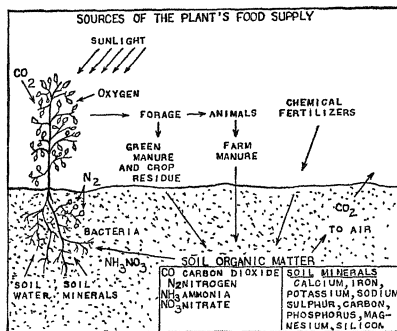 SOURCES OF THE PLANT'S FOOD SUPPLY
SUNLIGHT
CO2
OXYGEN
FORAGE
ANIMALS
CHEMICAL
FERTILIZERS
GREEN
MANURE
AND CROP
RESIDUE
FARM
MANURE
N2
CO2
BACTERIA
TO AIR
NH3 NO3
SOIL ORGANIC MATTER
SOIL
WATER
SOIL
MINERALS
CO CARBON DIOXIDE
N2 NITROGEN
NH3 AMMONIA
NO3 NITRATE
SOIL MINERALS
CALCIUM, IRON,
POTASSIUM, SODIUM
SULPHUR, CARBON,
PHOSPHORUS, MAG-
NESIUM, SILICON